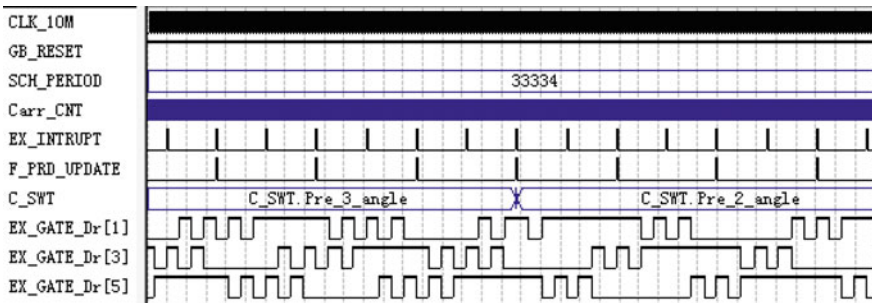 CLK_10M
GB_RESET
SCH_PERIOD 33334
Carr_CNT
EX_INTRUPT
F_PRD_UPDATE
C_SWT C_SWT.Pre_3_angle C_SWT.Pre_2_angle
EX_GATE_Dr[1]
EX_GATE_Dr[3]
EX_GATE_Dr[5]